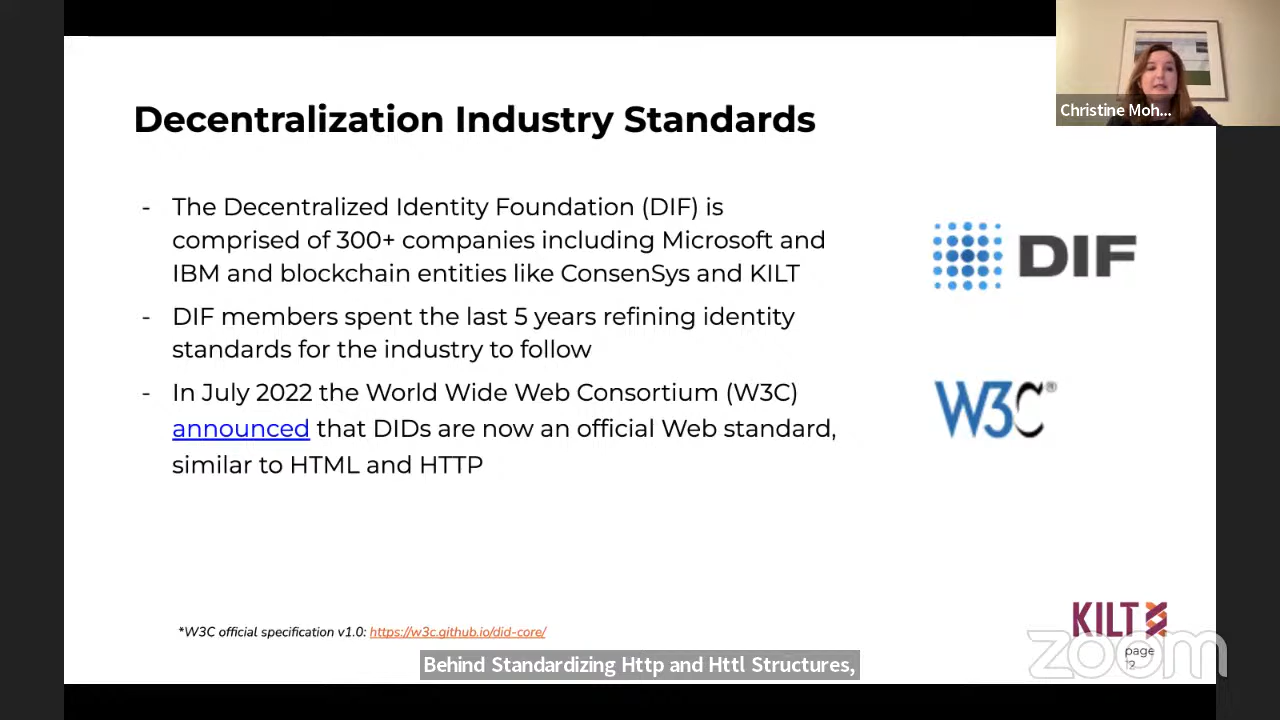 Christine Moh...
Decentralization Industry Standards
- The Decentralized Identity Foundation (DIF) is
comprised of 300+ companies including Microsoft and
IBM and blockchain entities like ConsenSys and KILT
- DIF members spent the last 5 years refining identity
standards for the industry to follow
- In July 2022 the World Wide Web Consortium (W3C)
announced that DIDs are now an official Web standard,
similar to HTML and HTTP
DIF
W3C®
*W3C official specification v1.0: https://w3c.github.io/did-core/
KILT
zoom
page
Behind Standardizing Http and Httl Structures,